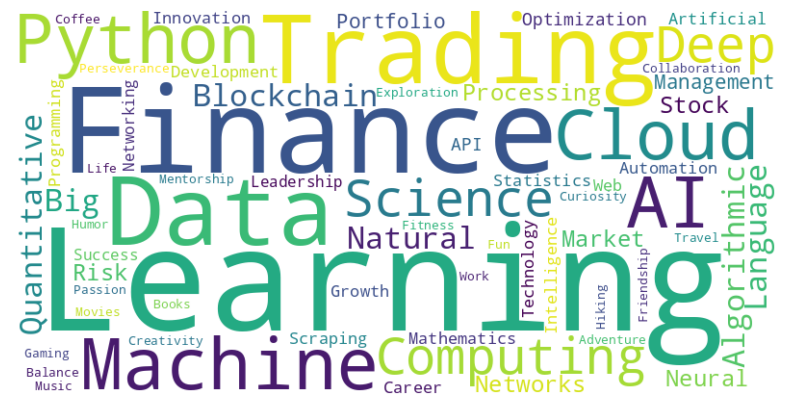 Coffee Innovation Portfolio Optimization Artificial
Python Trading Deep
Perseverance Development Collaboration
Programming Networking Blockchain Exploration Processing Management
Stock
Finance Cloud
API
Life Automation
Mentorship Leadership Statistics Web Curiosity
Quantitative Big Data Science AI Algorithmic Language
Humor Fitness
Natural Market Travel
Success Fun
Risk Technology Intelligence Friendship
Learning
Passion Growth Work
Movies Books Hiking
Creativity Scraping Mathematics Adventure
Gaming Machine Computing
Balance Neural
Music Career Networks